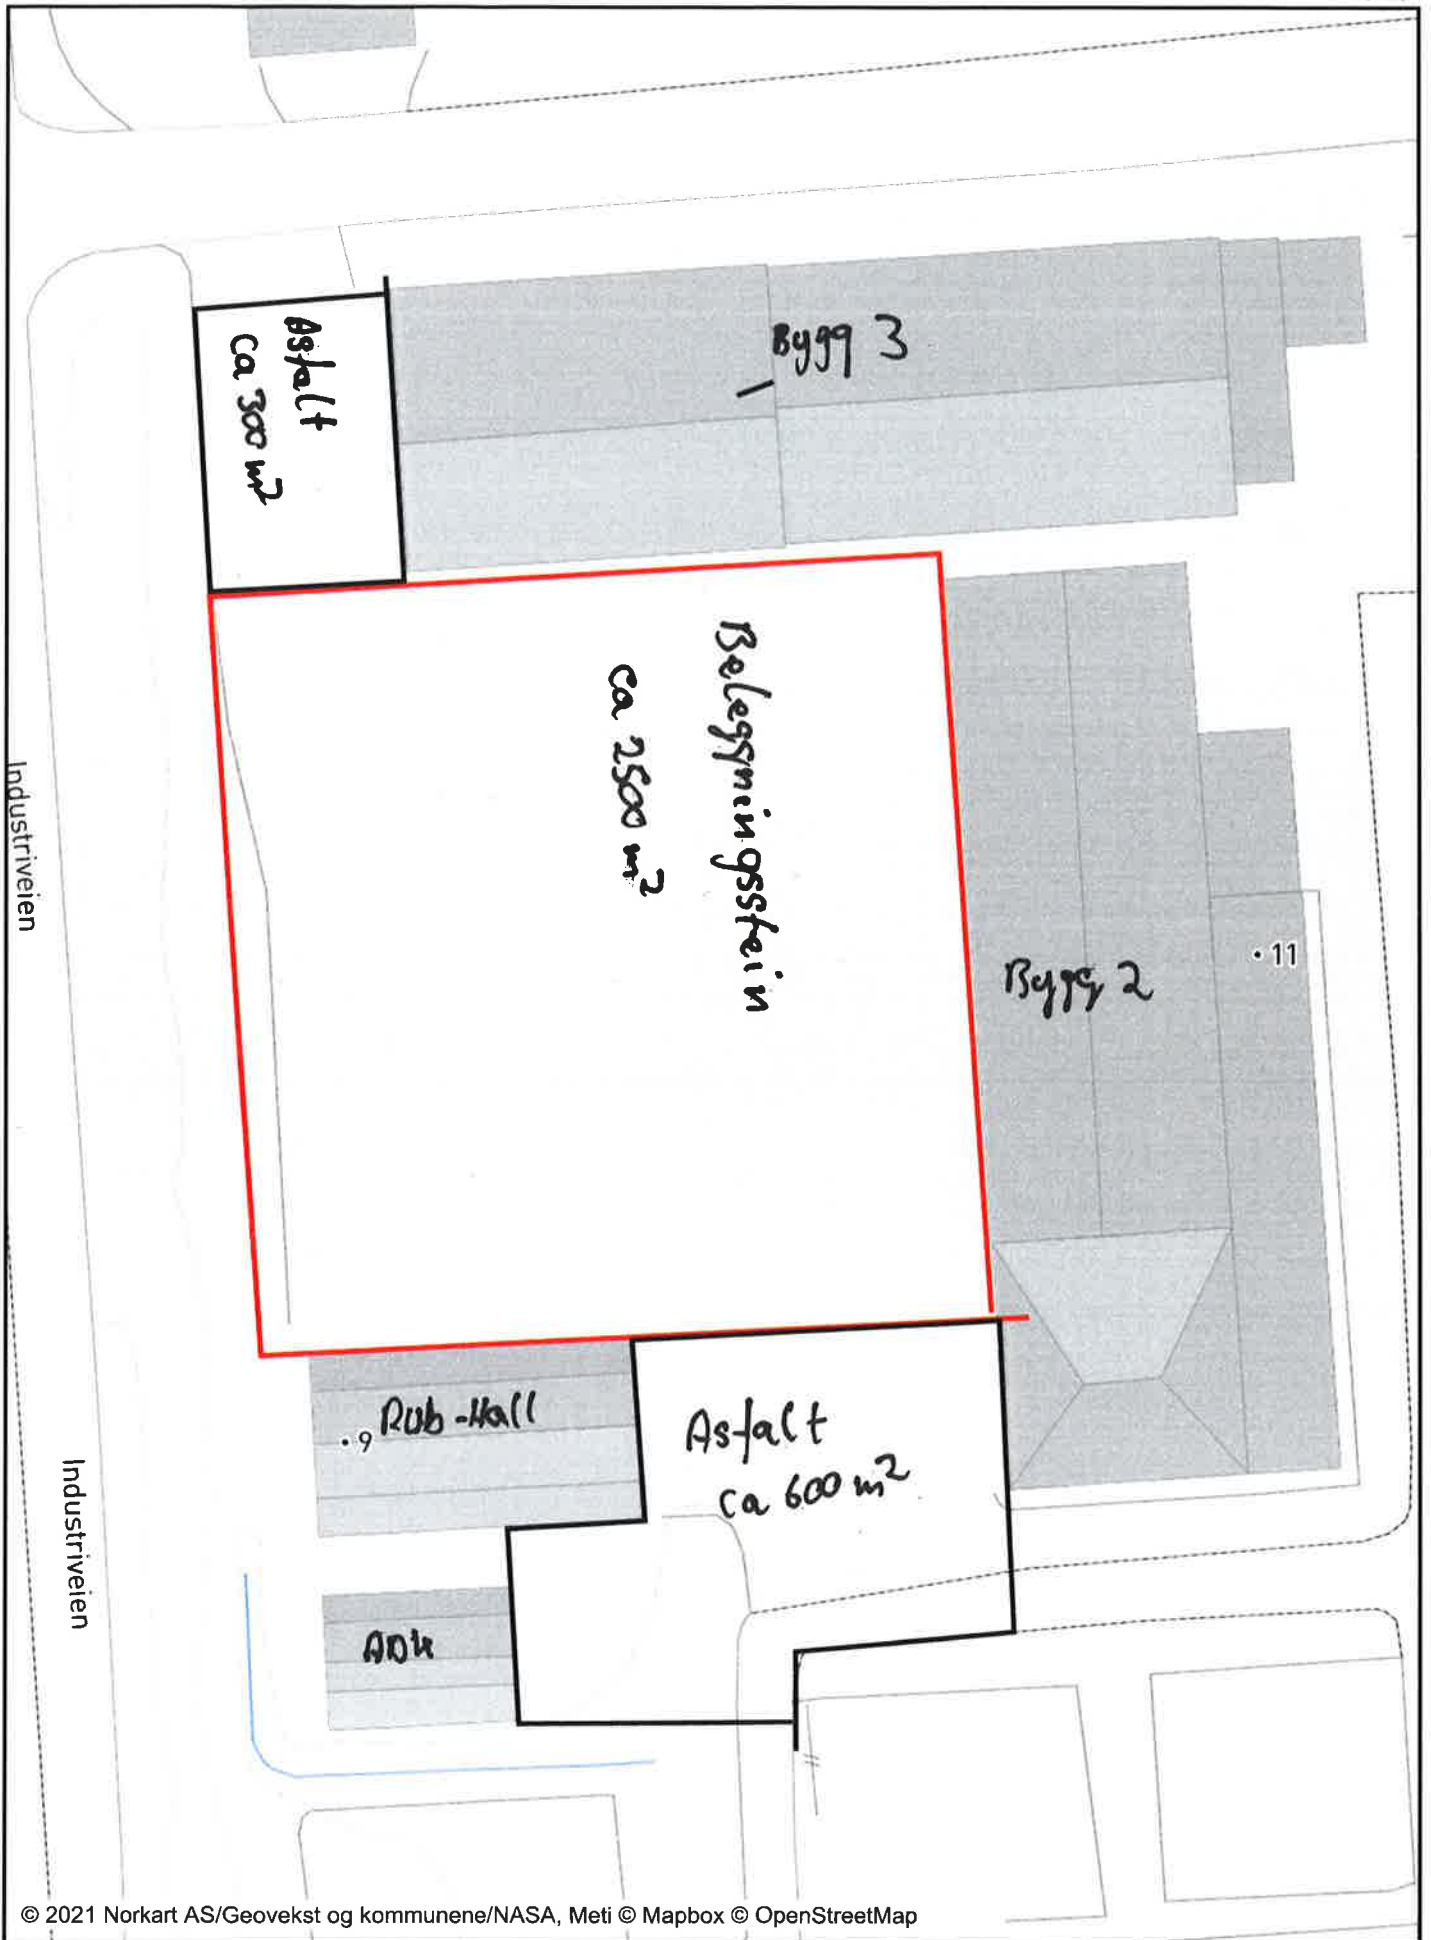 Asfalt
ca 300 m²
Bygg 3
Beleggningsstein
ca 2500 m²
Bygg 2
• 11
Industriveien
Rub-Hall
• 9
Asfalt
ca 600 m²
Industriveien
ADK
© 2021 Norkart AS/Geovekst og kommunene/NASA, Meti © Mapbox © OpenStreetMap